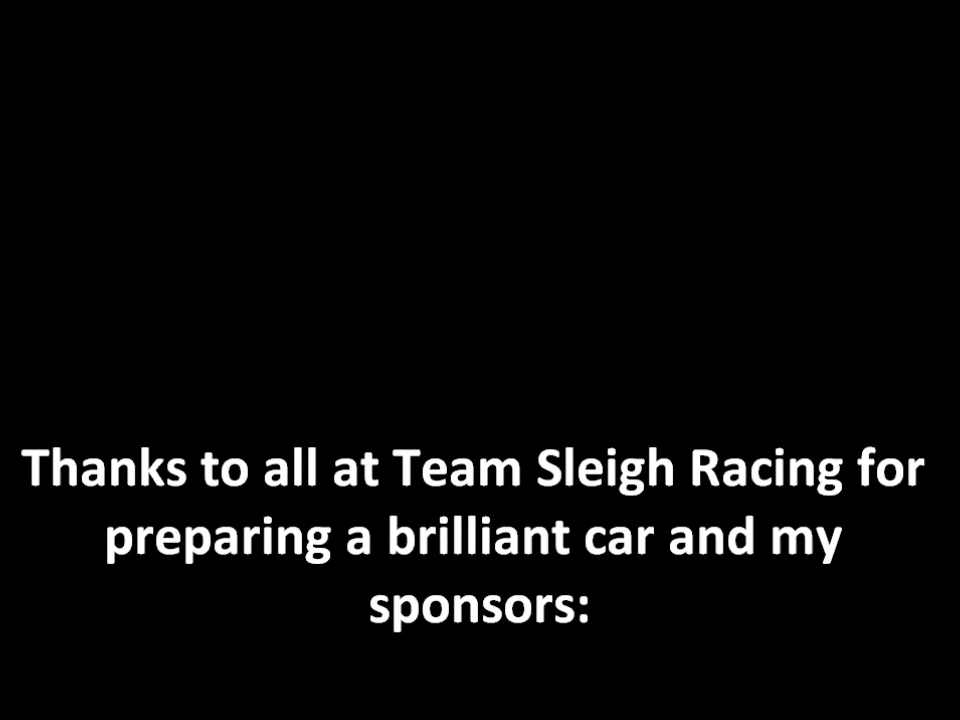 Thanks to all at Team Sleigh Racing for
preparing a brilliant car and my
sponsors: